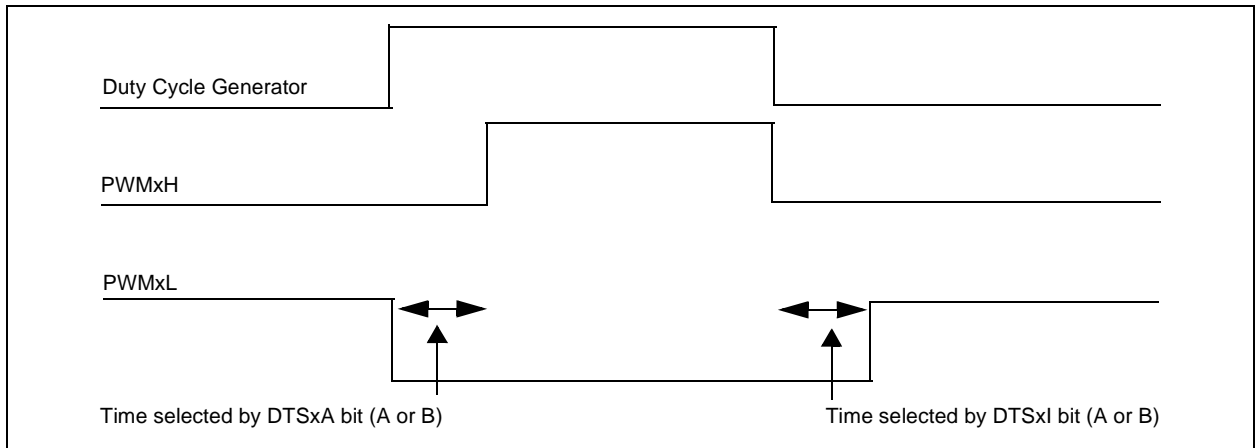 Duty Cycle Generator
PWMxH
PWMxL
Time selected by DTSxA bit (A or B)
Time selected by DTSxI bit (A or B)